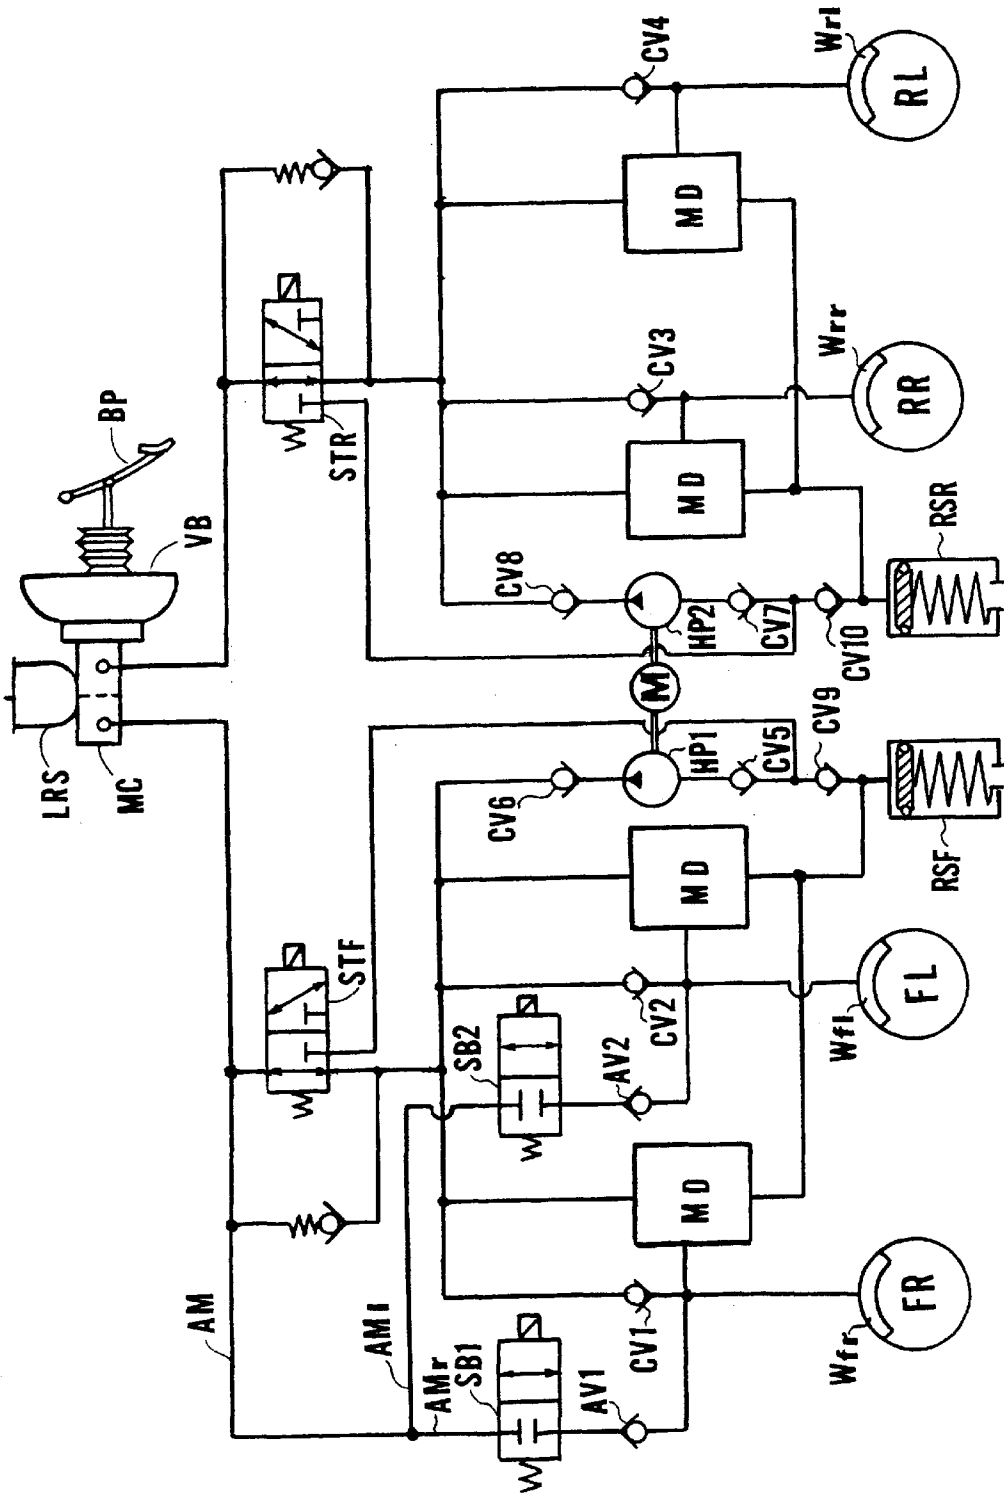 LRS
MC
VB
BP
AM
AMl
AMr
STF
STR
SB1
SB2
AV1
AV2
CV1
CV2
CV6
CV8
CV3
CV4
MD
MD
MD
MD
HP1
M
HP2
CV5
CV7
CV9
CV10
RSF
RSR
Wfr
FR
Wfl
FL
Wrr
RR
Wrl
RL